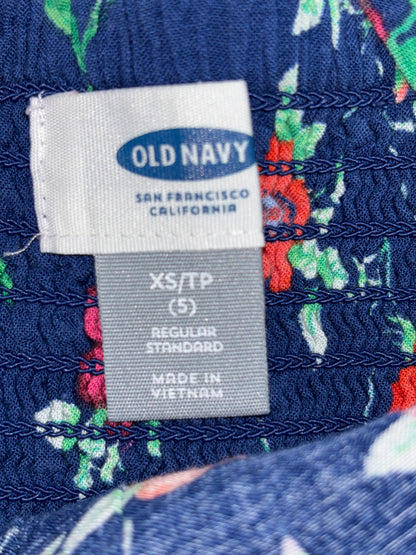 OLD NAVY
SAN FRANCISCO
CALIFORNIA
XS/TP
(5)
REGULAR
STANDARD
MADE IN
VIETNAM